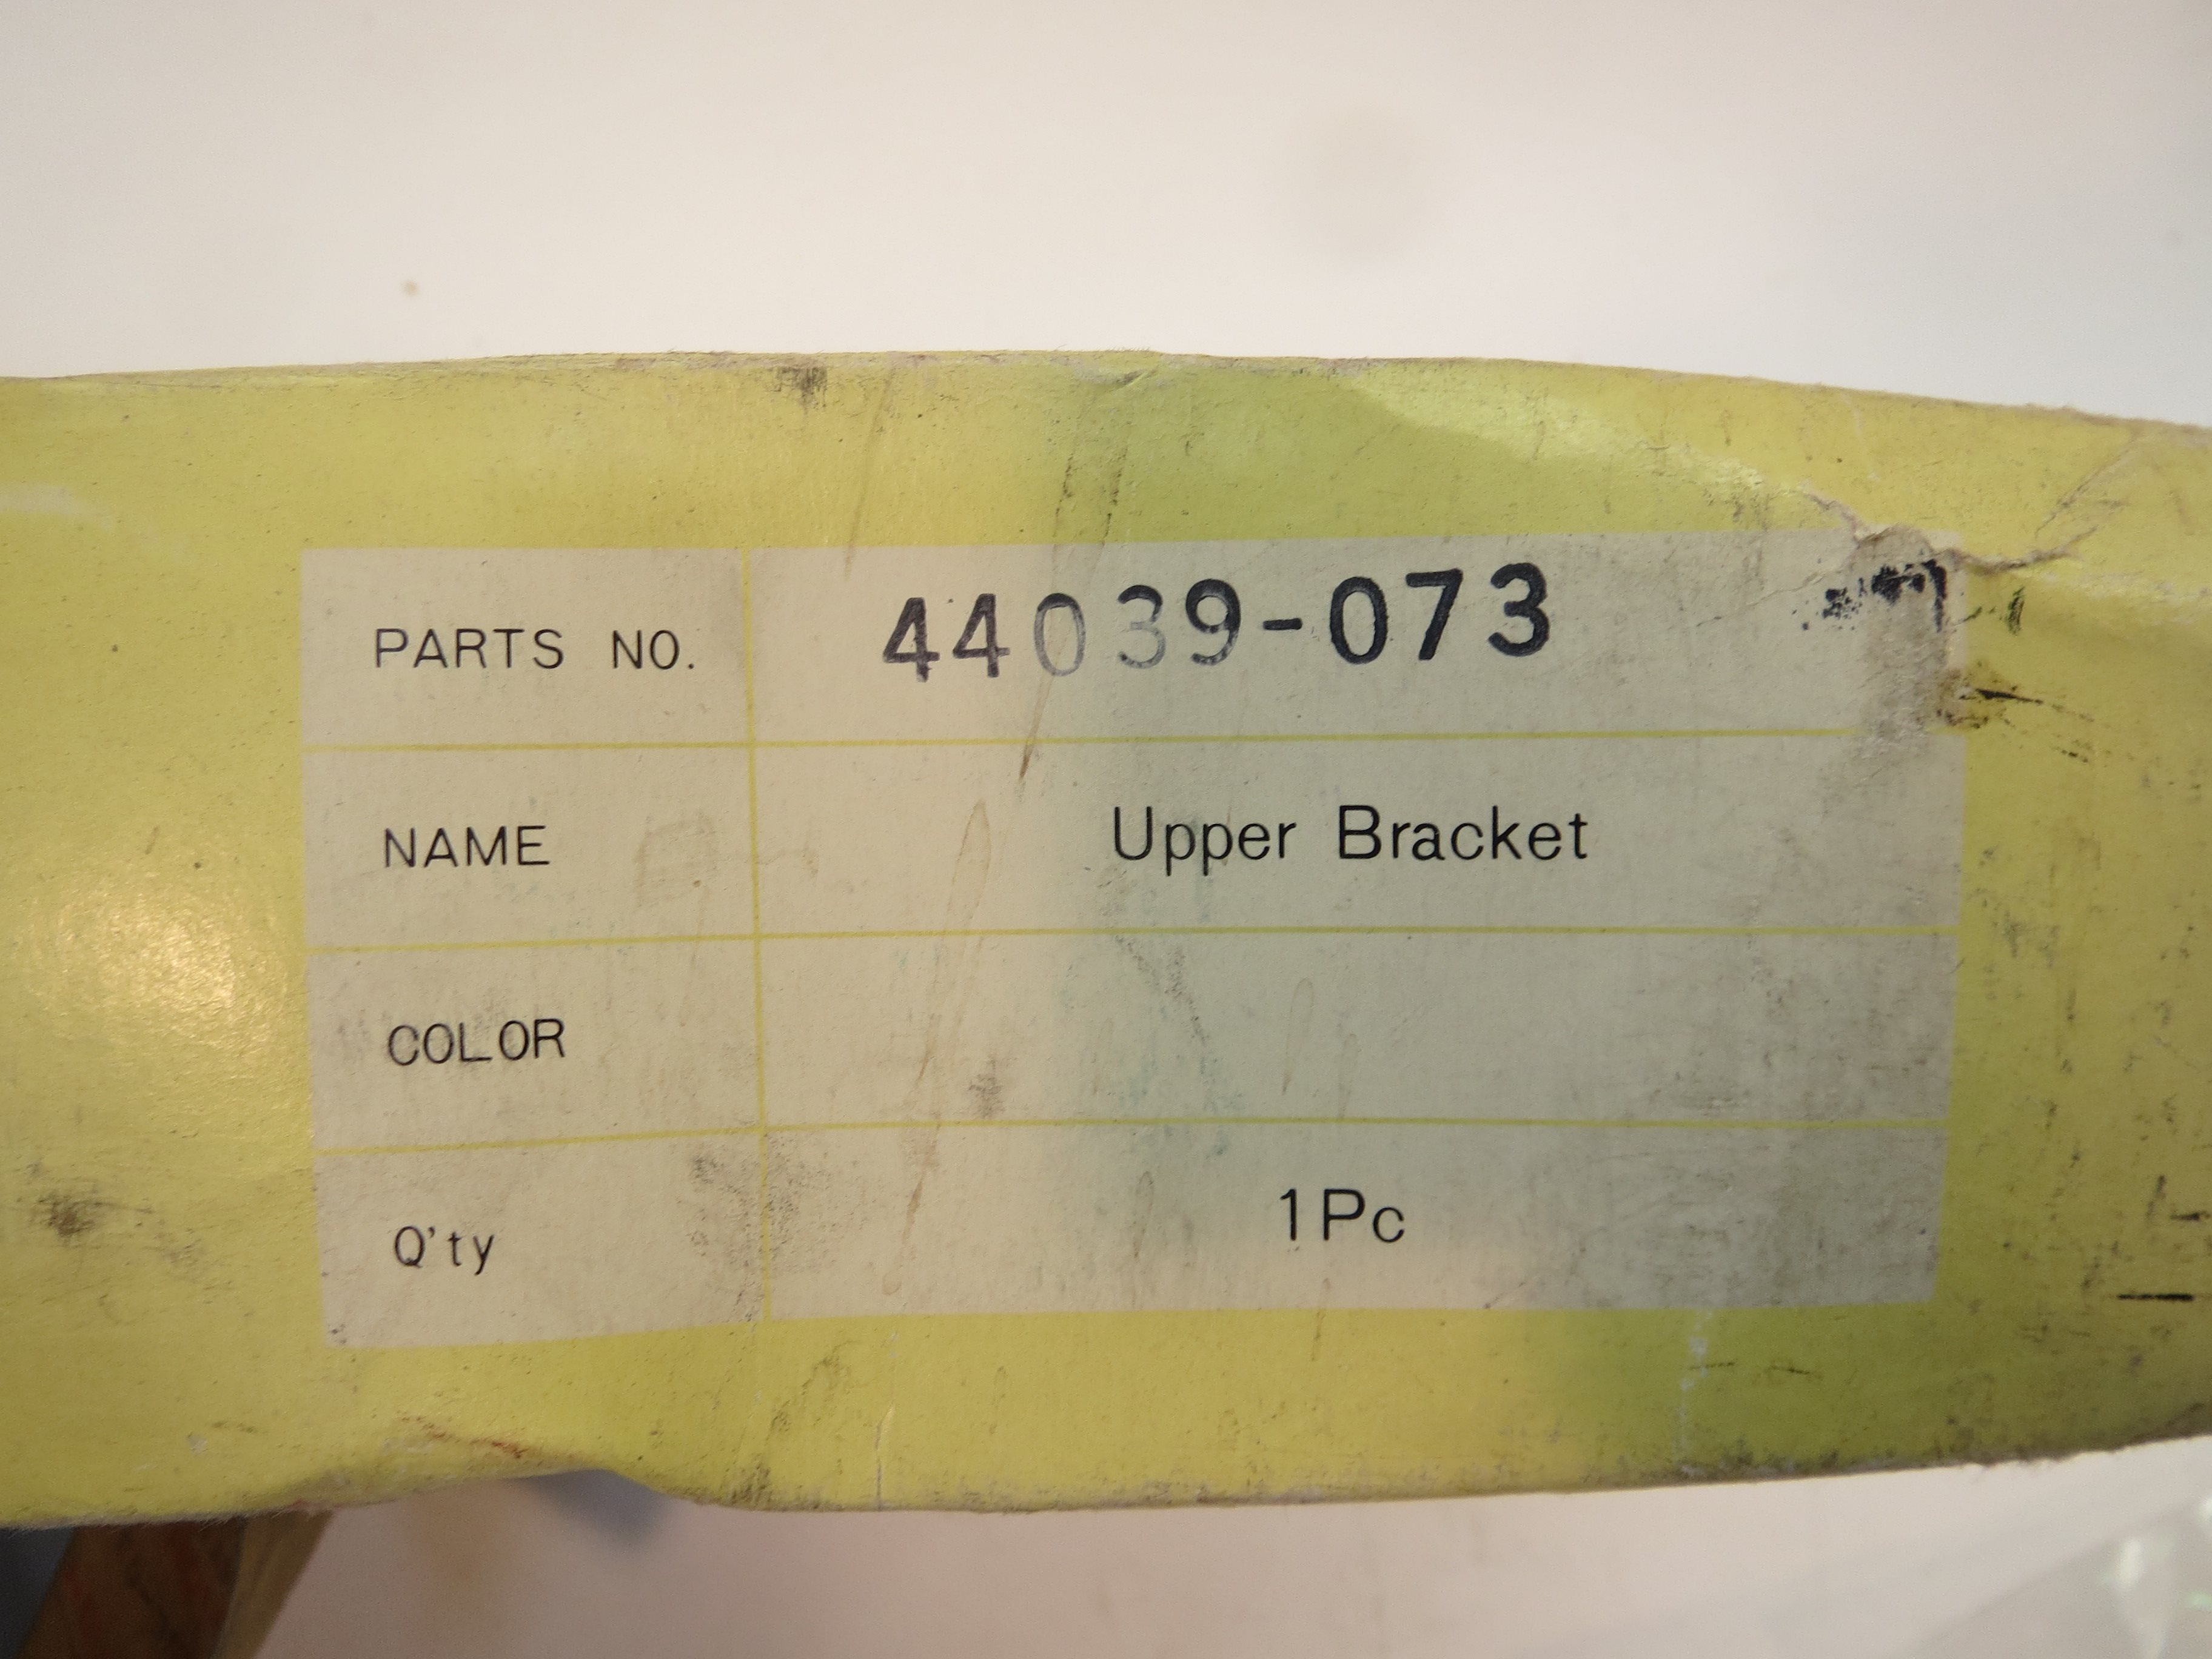 PARTS NO. 44039-073
NAME Upper Bracket
COLOR
Q'ty 1Pc